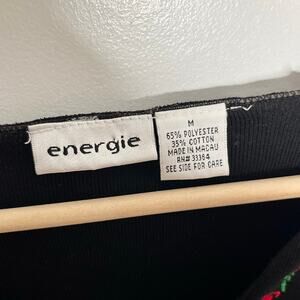 energie
M
65% POLYESTER
35% COTTON
MADE IN MACAU
RN# 33364
SEE SIDE FOR CARE